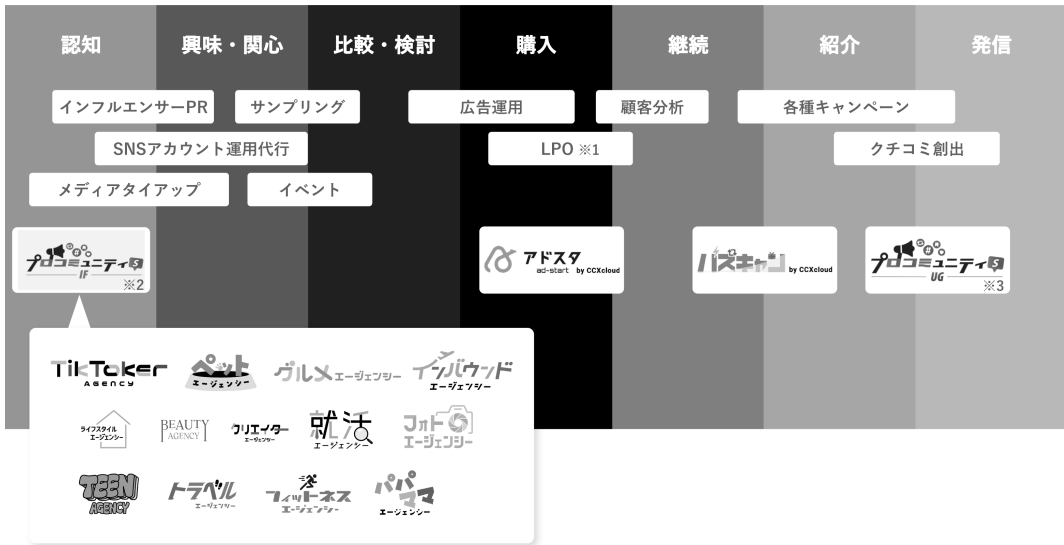 認知
興味・関心
比較・検討
購入
継続
紹介
発信
インフルエンサーPR
サンプリング
広告運用
顧客分析
各種キャンペーン
SNSアカウント運用代行
LPO ※1
クチコミ創出
メディアタイアップ
イベント
プロコミュニティS
IF
※2
アドスタ
ad-start by CCXcloud
バズキャン by CCXcloud
プロコミュニティS
UG
※3
TikToker
AGENCY
ペット
エージェンシー
グルメエージェンシー
インバウンド
エージェンシー
ライフスタイル
エージェンシー
BEAUTY
AGENCY
クリエイター
エージェンシー
就活
エージェンシー
フォト
エージェンシー
TEEN
AGENCY
トラベル
エージェンシー
フィットネス
エージェンシー
パパママ
エージェンシー